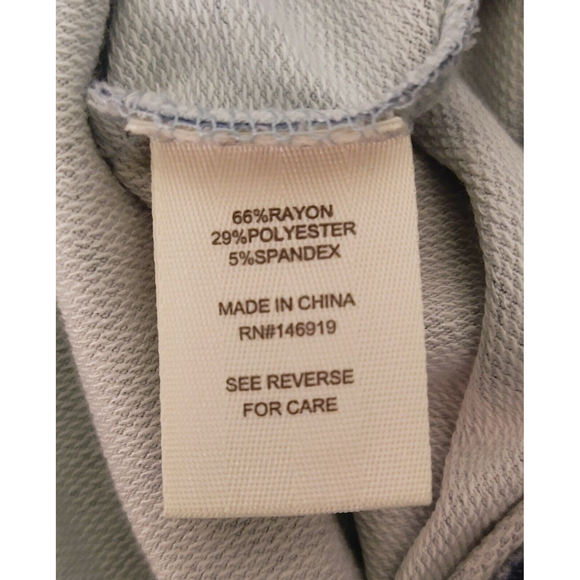 66%RAYON
29%POLYESTER
5%SPANDEX
MADE IN CHINA
RN#146919
SEE REVERSE
FOR CARE